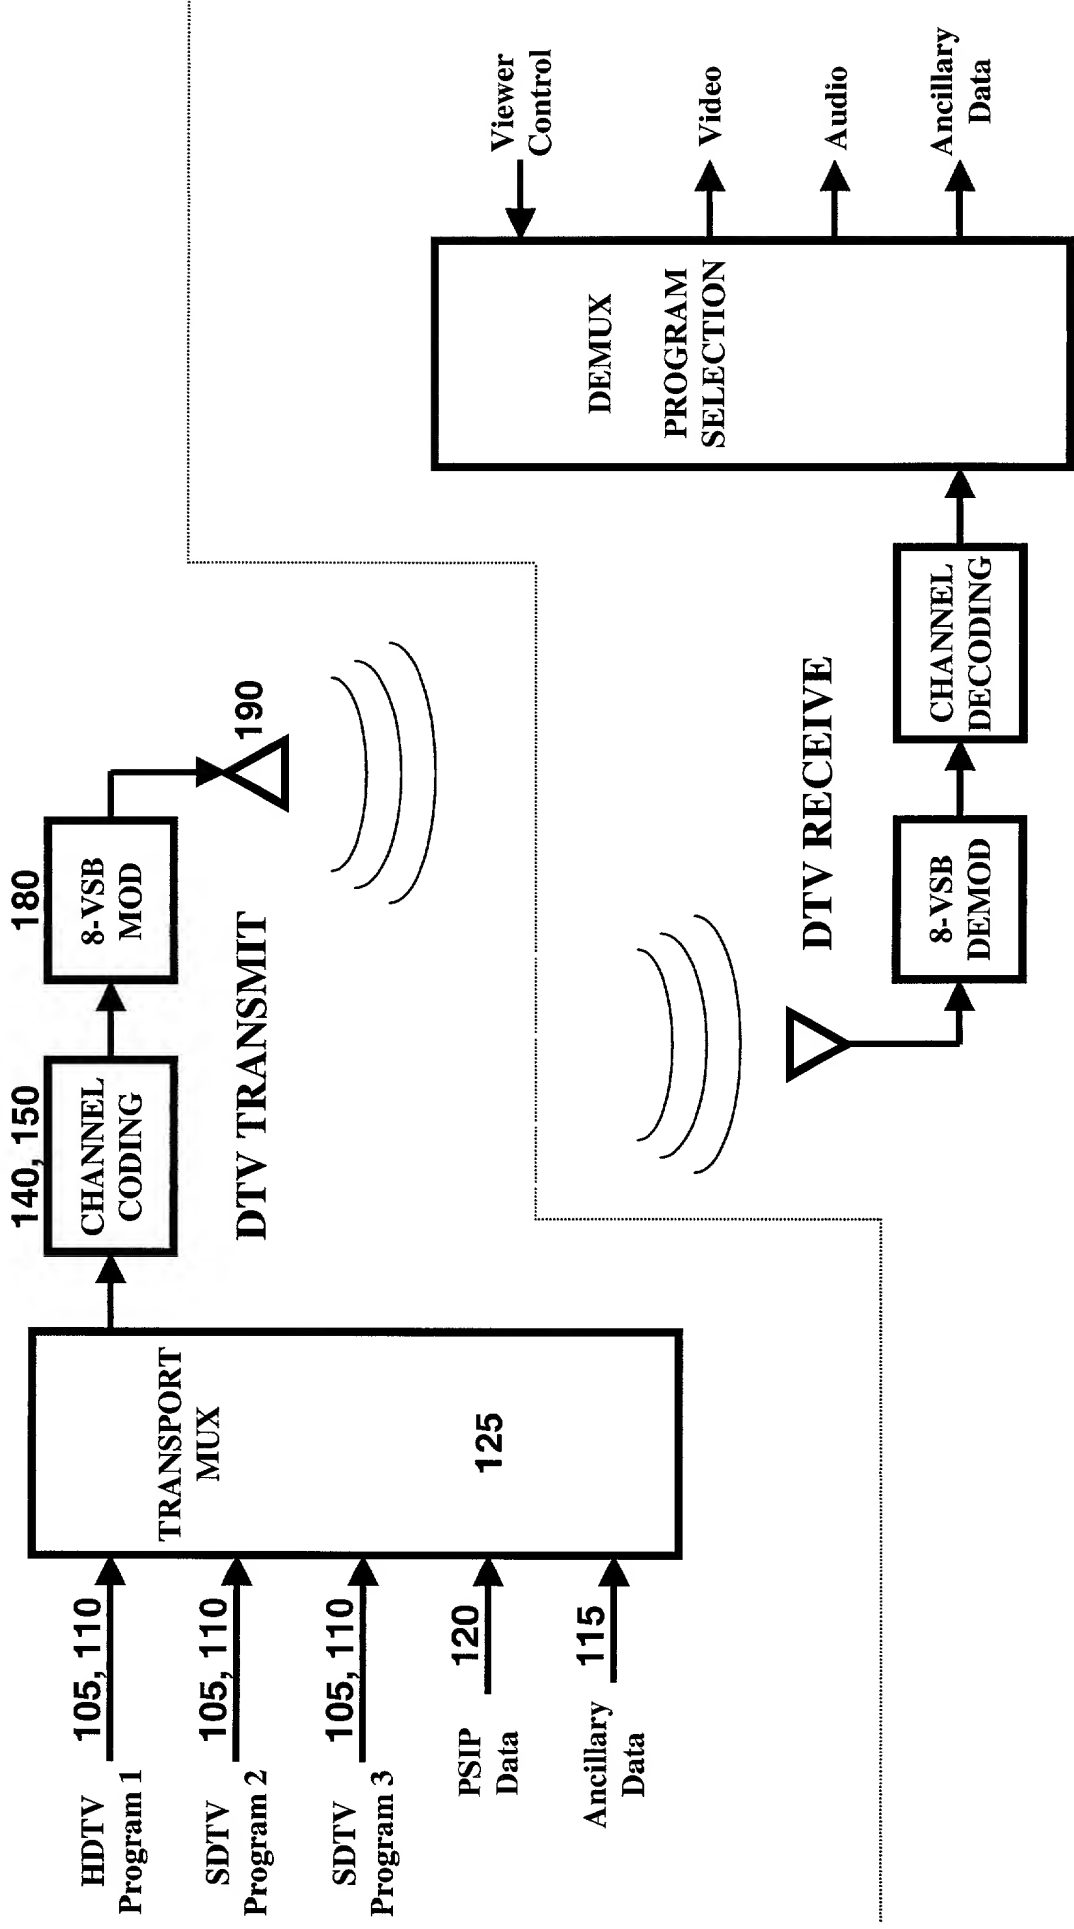 HDTV
Program 1
105, 110
SDTV
Program 2
105, 110
SDTV
Program 3
105, 110
PSIP
Data
120
Ancillary
Data
115
TRANSPORT
MUX
125
140, 150
CHANNEL
CODING
180
8-VSB
MOD
190
DTV TRANSMIT
DTV RECEIVE
8-VSB
DEMOD
CHANNEL
DECODING
DEMUX
PROGRAM
SELECTION
Viewer
Control
Video
Audio
Ancillary
Data